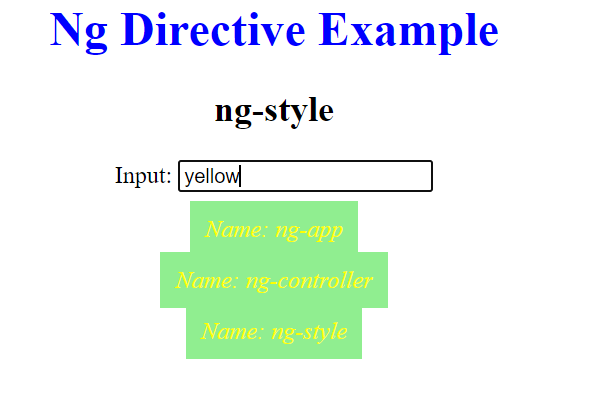 Ng Directive Example
ng-style
Input: yellow
Name: ng-app
Name: ng-controller
Name: ng-style